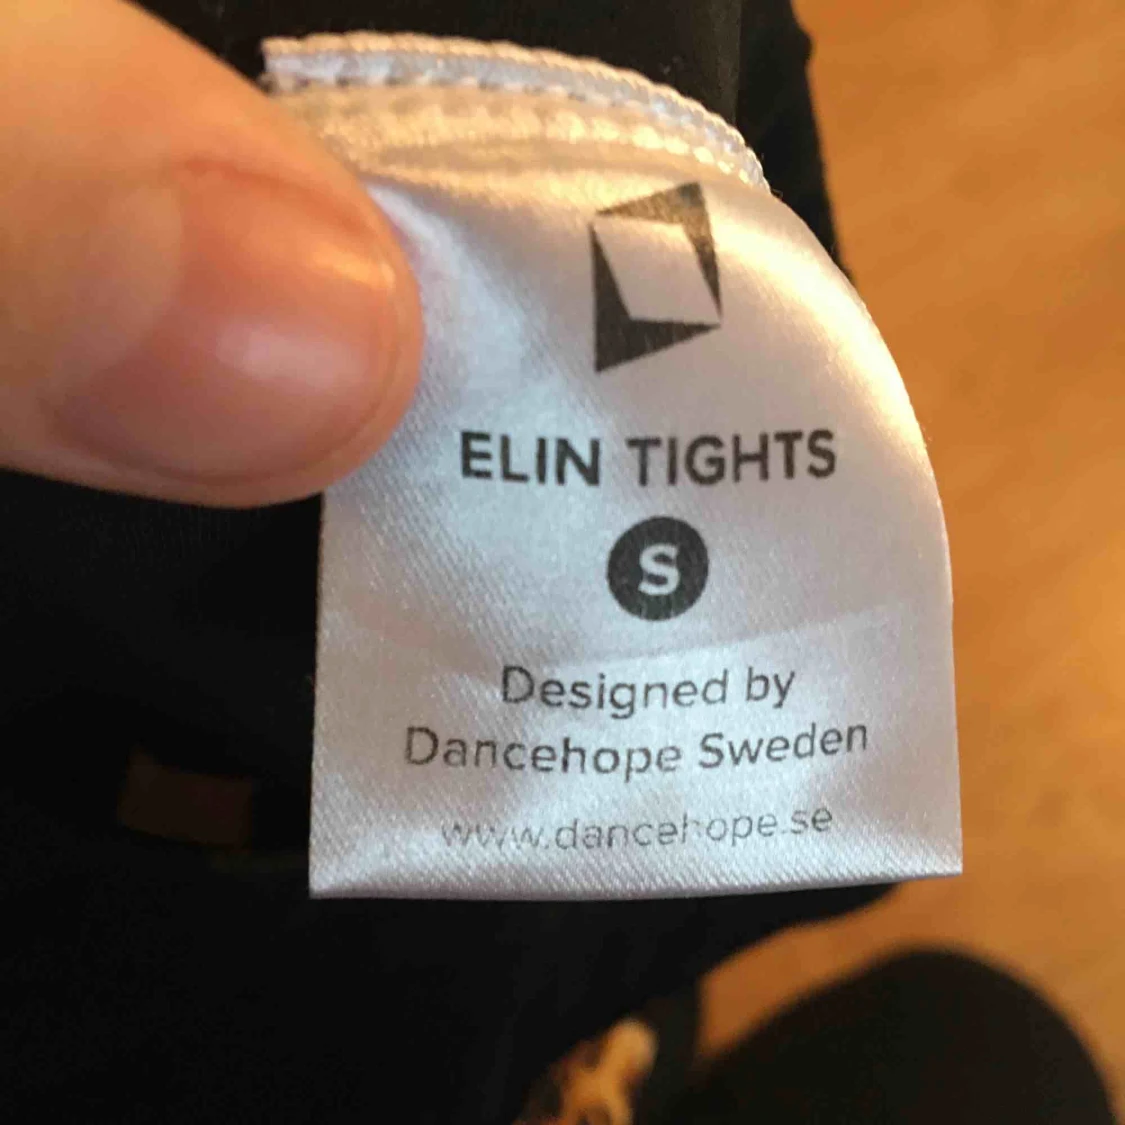 ELIN TIGHTS
S
Designed by
Dancehope Sweden
www.dancehope.se